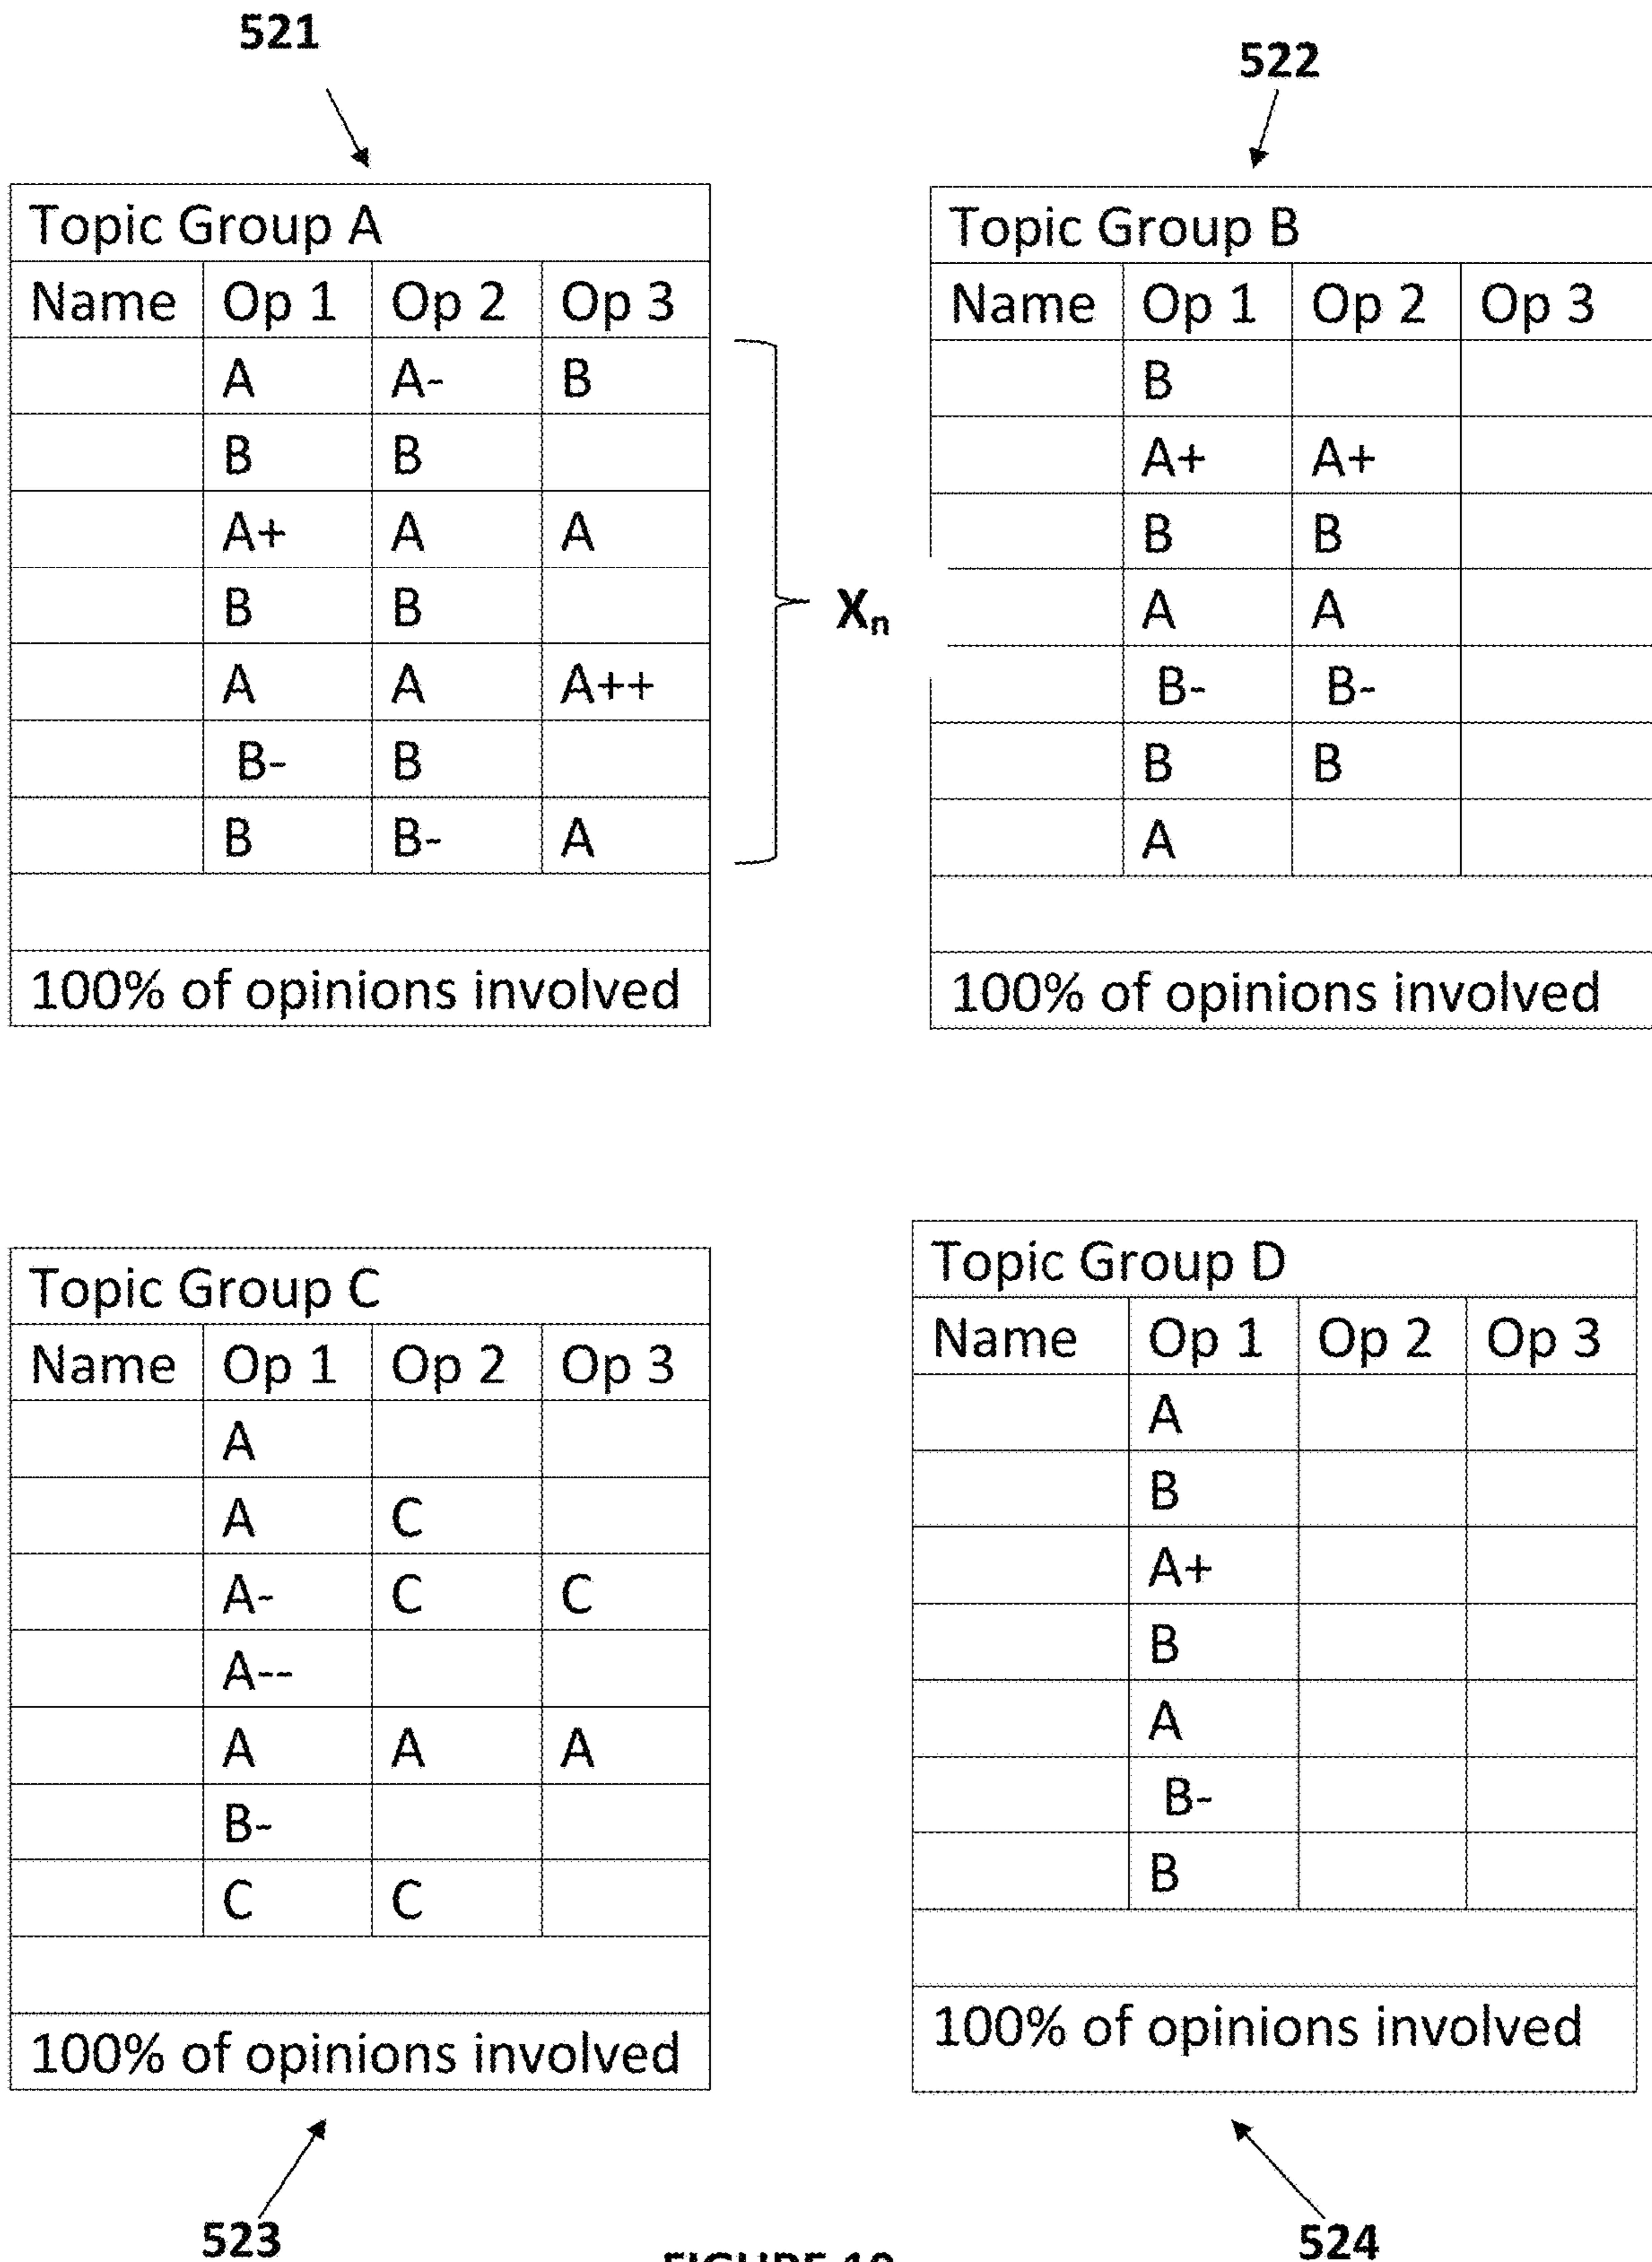 521
522
Topic Group A
Name Op 1 Op 2 Op 3
A A- B
B B
A+ A A
B B
A A A++
B- B
B B- A
100% of opinions involved
Xn
Topic Group B
Name Op 1 Op 2 Op 3
B
A+ A+
B B
A A
B- B-
B B
A
100% of opinions involved
Topic Group C
Name Op 1 Op 2 Op 3
A
A C
A- C C
A--
A A A
B-
C C
100% of opinions involved
Topic Group D
Name Op 1 Op 2 Op 3
A
B
A+
B
A
B-
B
100% of opinions involved
523
524